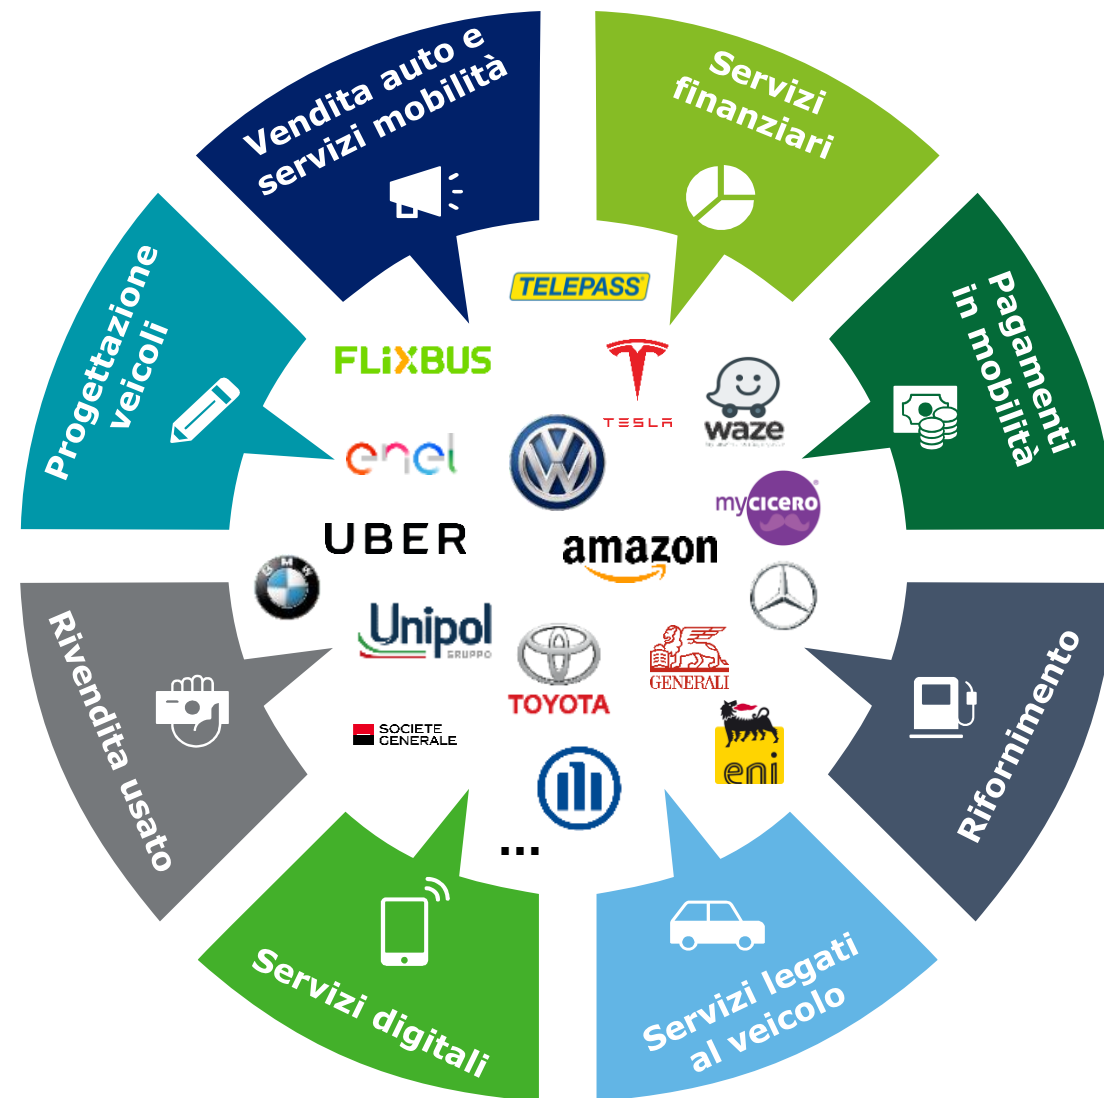 Vendita auto e
servizi mobilità
Servizi
finanziari
Pagamenti
in mobilità
Rifornimento
Servizi legati
al veicolo
Servizi digitali
Rivendita usato
Progettazione
veicoli
TELEPASS
FLiXBUS
TESLA
waze
enel
mycicero
UBER
amazon
BMW
Unipol
GRUPPO
TOYOTA
GENERALI
SOCIETE
GENERALE
eni
...